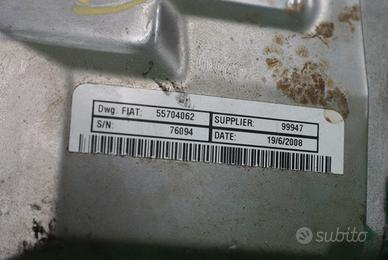 Dwg. FIAT: 55704062 SUPPLIER: 99947
S/N: 76094 DATE: 19/6/2008
subito